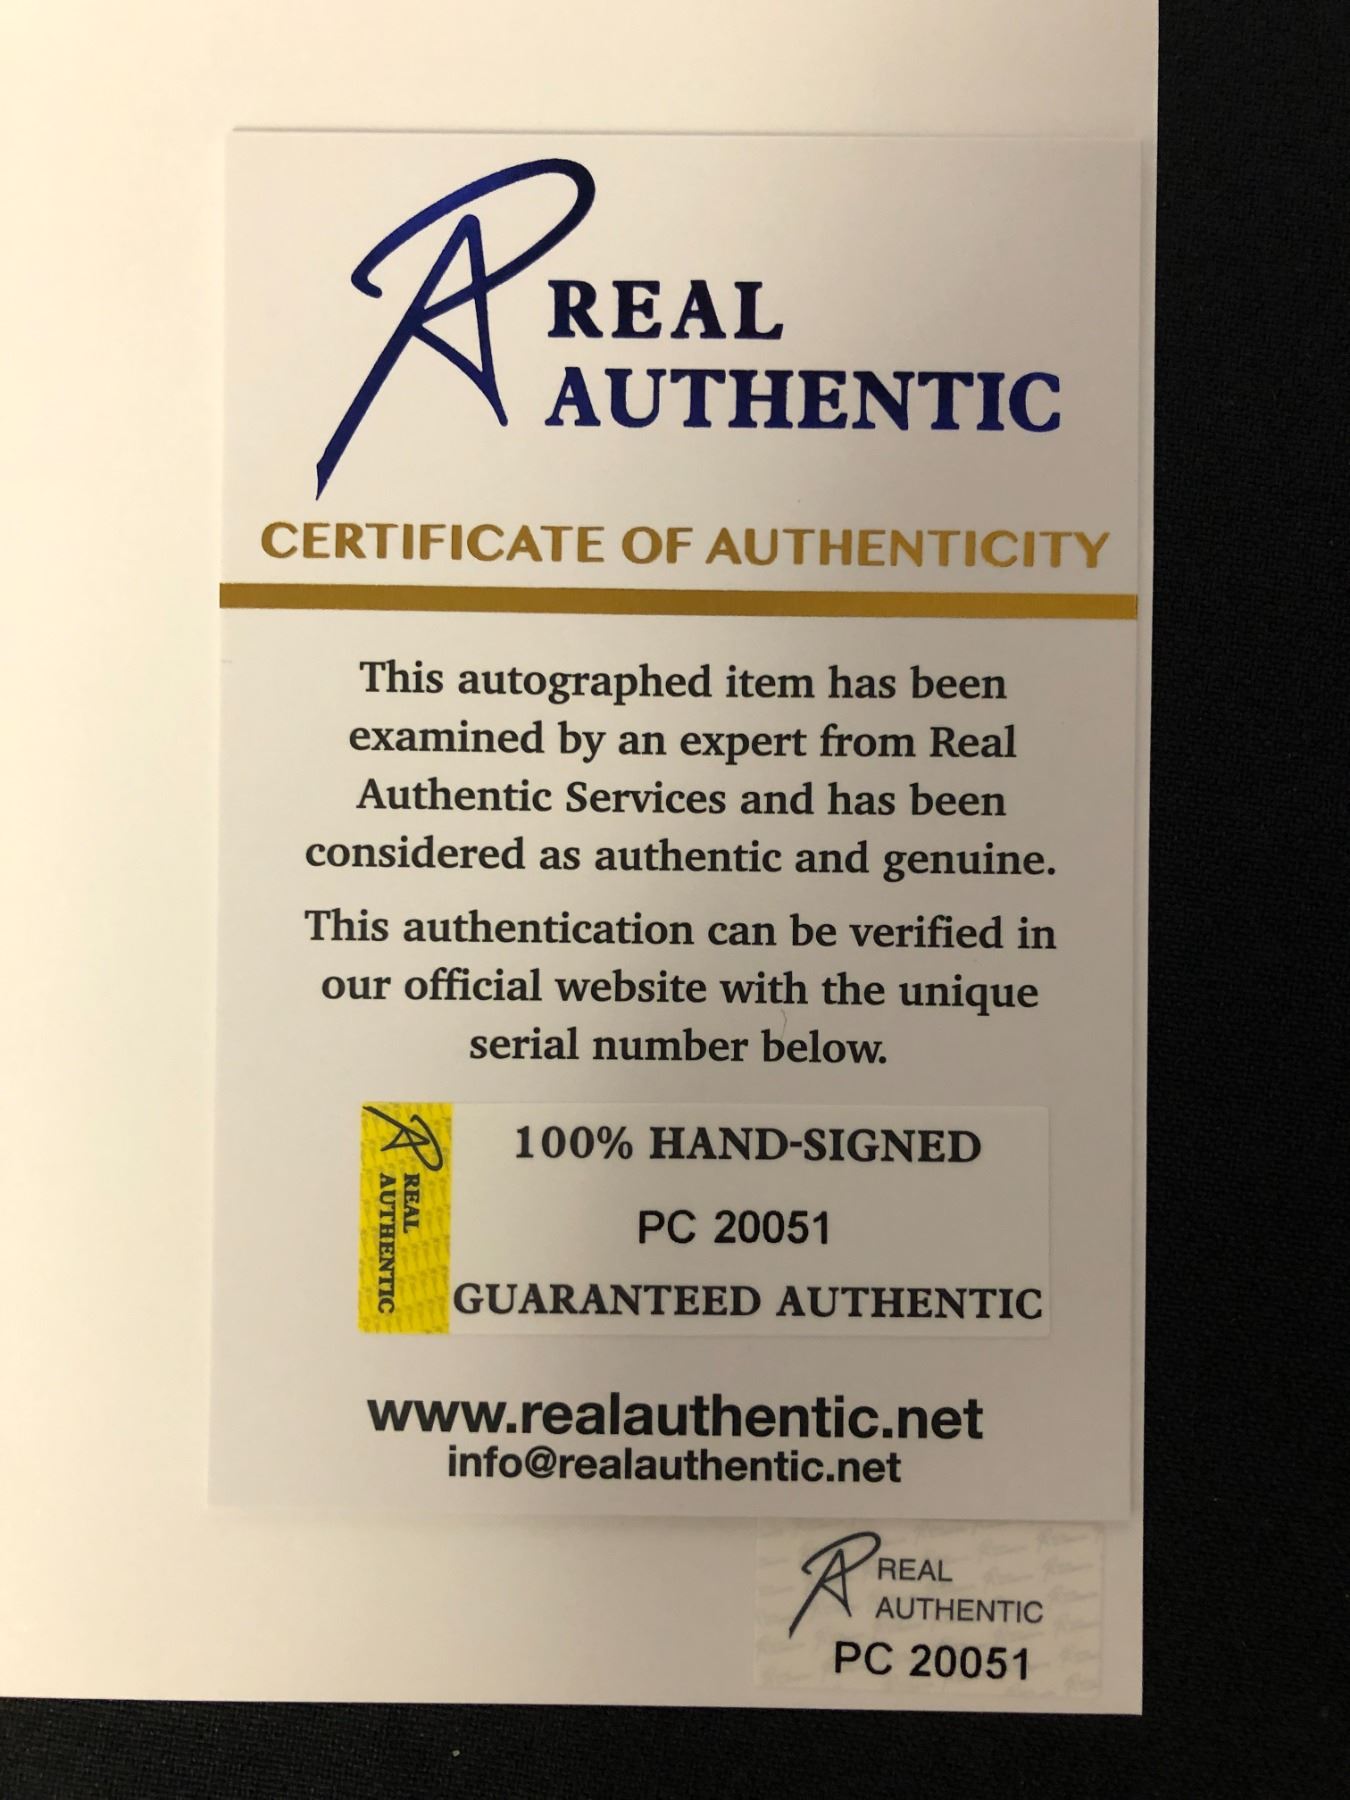 REAL
AUTHENTIC
CERTIFICATE OF AUTHENTICITY
This autographed item has been
examined by an expert from Real
Authentic Services and has been
considered as authentic and genuine.
This authentication can be verified in
our official website with the unique
serial number below.
REAL
AUTHENTIC
100% HAND-SIGNED
PC 20051
GUARANTEED AUTHENTIC
www.realauthentic.net
info@realauthentic.net
REAL
AUTHENTIC
PC 20051